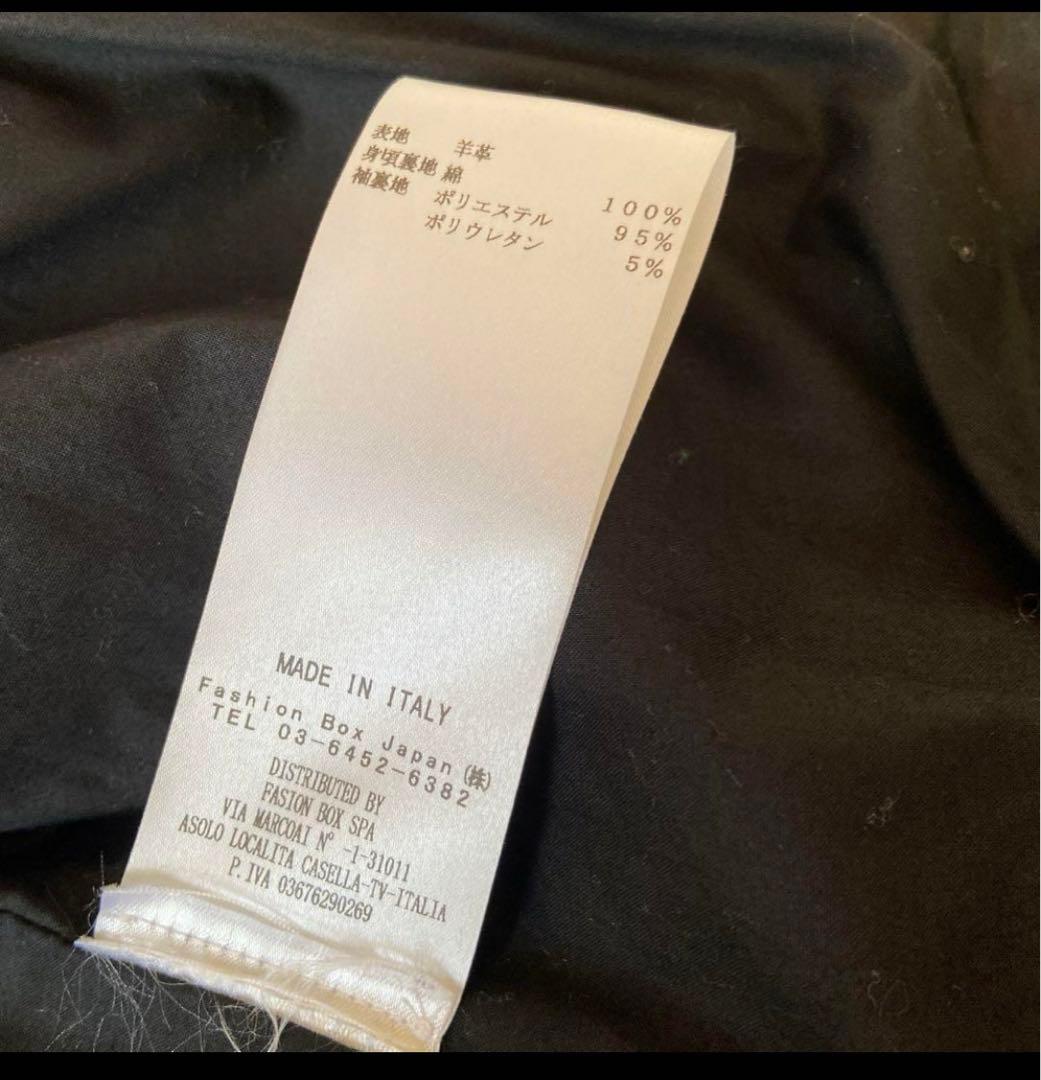 表地 羊革
身頃裏地 綿 100%
袖裏地 ポリエステル 95%
ポリウレタン 5%
MADE IN ITALY
Fashion Box Japan (株)
TEL 03-6452-6382
DISTRIBUTED BY
FASION BOX SPA
VIA MARCOAI N° -1-31011
ASOLO LOCALITA CASELLA-TV-ITALIA
P.IVA 03676290269